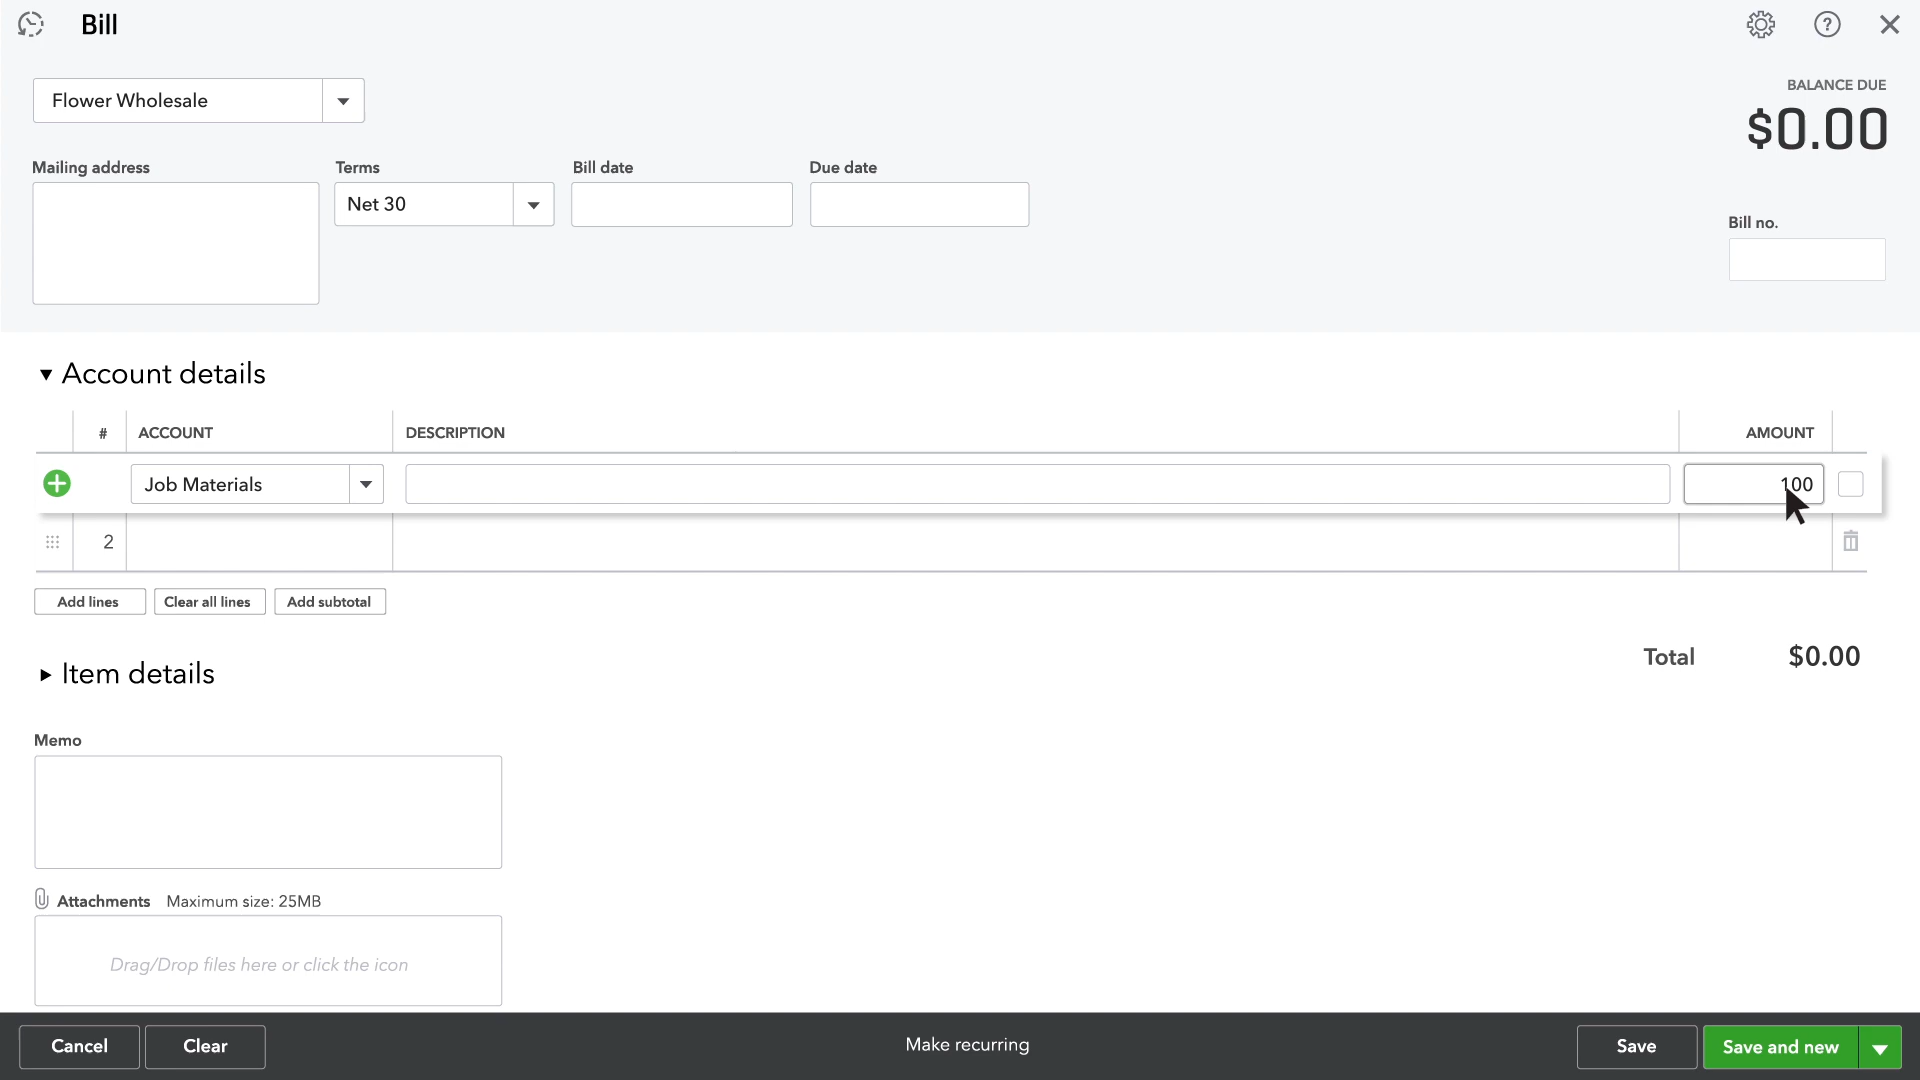 Bill
Flower Wholesale
BALANCE DUE
$0.00
Mailing address
Terms
Bill date
Due date
Net 30
Bill no.
Account details
# ACCOUNT DESCRIPTION AMOUNT
Job Materials 100
2
Add lines Clear all lines Add subtotal
Total $0.00
Item details
Memo
Attachments Maximum size: 25MB
Drag/Drop files here or click the icon
Cancel Clear Make recurring Save Save and new